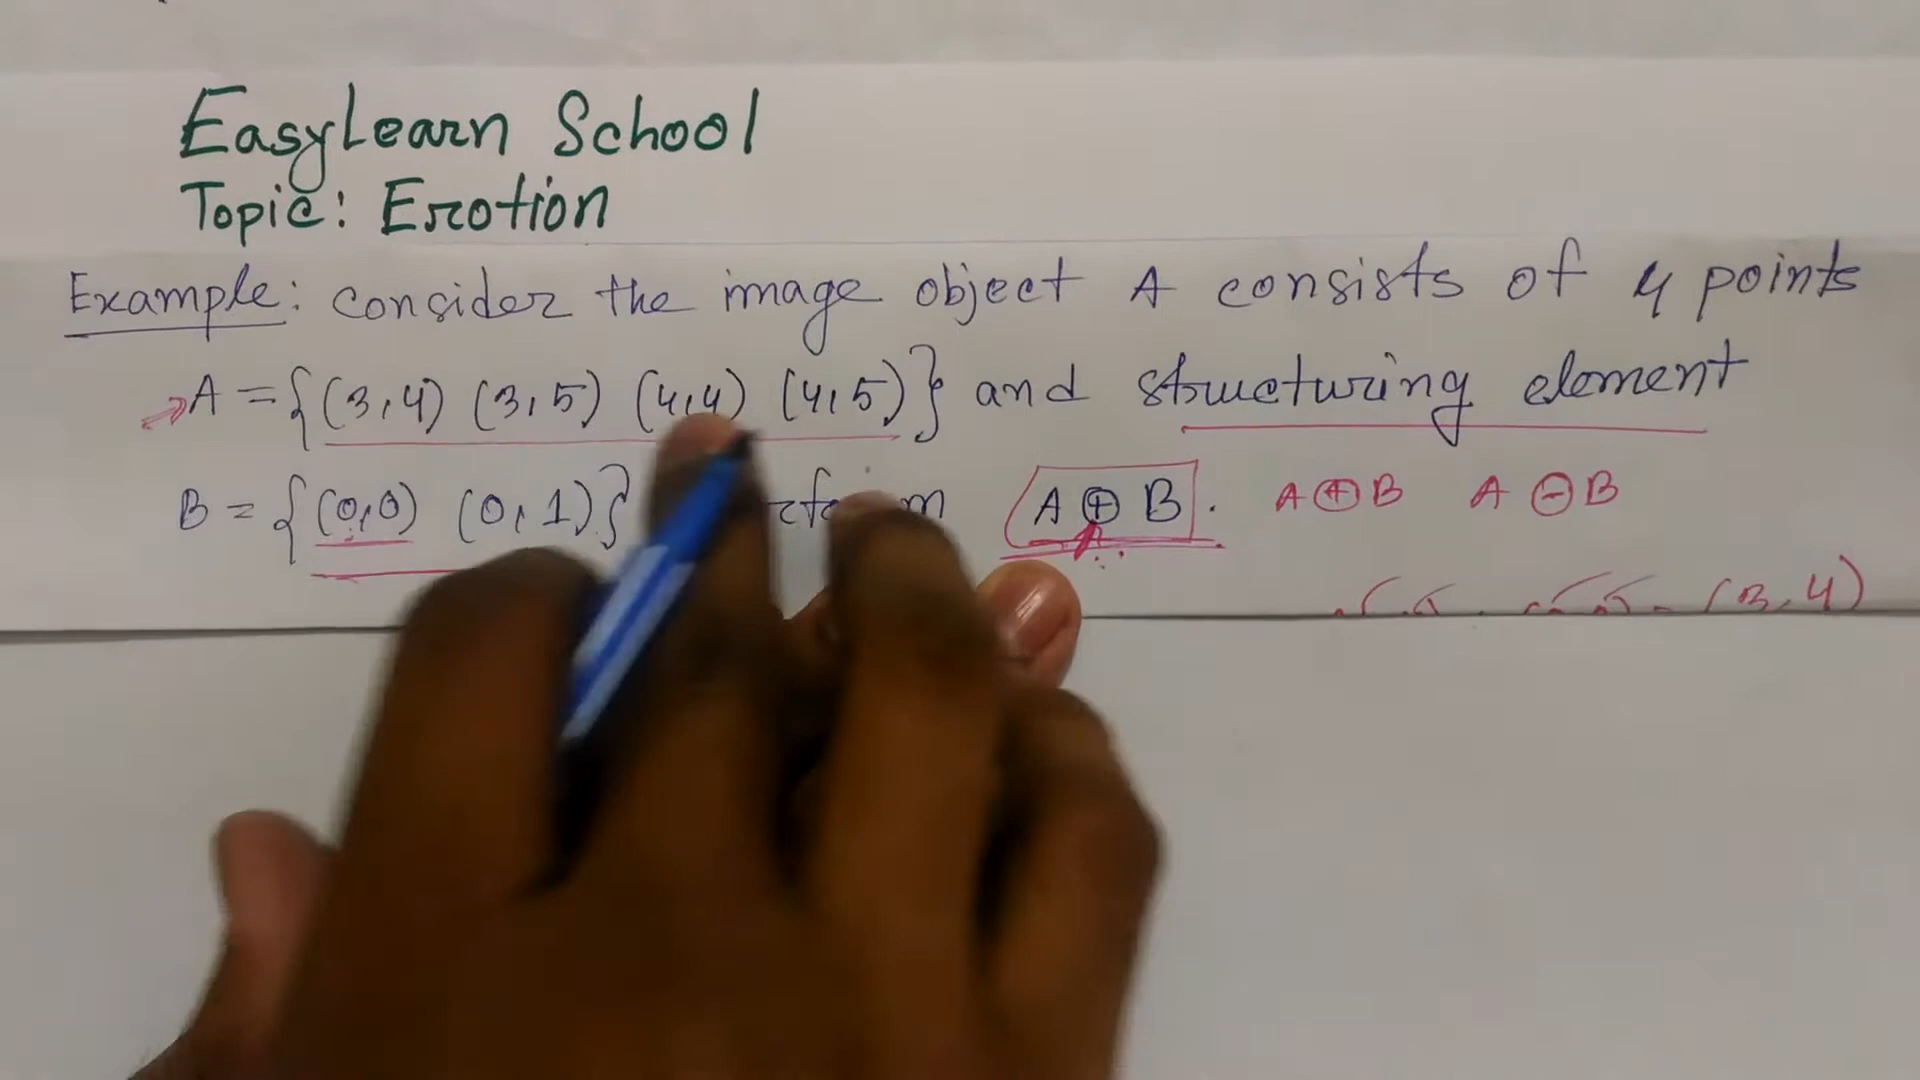 EasyLearn School
Topic: Erotion
Example: consider the image object A consists of 4 points
A = {(3,4) (3,5) (4,4) (4,5)} and structuring element
B = {(0,0) (0,1)} A ⊕ B. A ⊕ B A ⊖ B
(3,4)